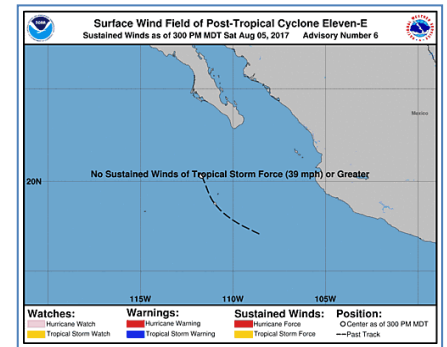 Surface Wind Field of Post-Tropical Cyclone Eleven-E
Sustained Winds as of 300 PM MDT Sat Aug 05, 2017 Advisory Number 6
NOAA
Mexico
No Sustained Winds of Tropical Storm Force (39 mph) or Greater
20N
115W 110W 105W
Watches: Warnings: Sustained Winds: Position:
Hurricane Watch Hurricane Warning Hurricane Force Center as of 300 PM MDT
Tropical Storm Watch Tropical Storm Warning Tropical Storm Force Past Track